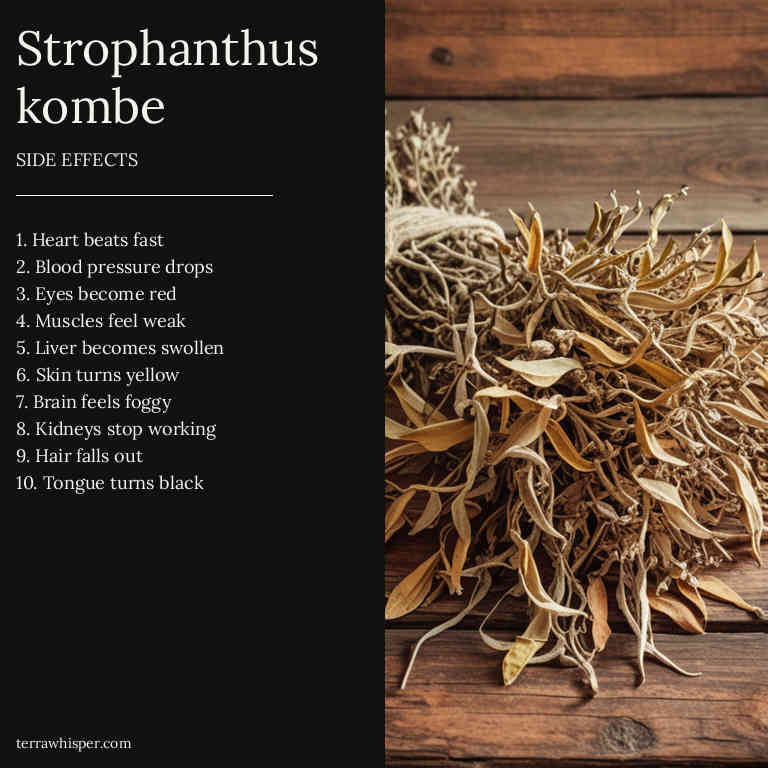 Strophanthus
kombe
SIDE EFFECTS
1. Heart beats fast
2. Blood pressure drops
3. Eyes become red
4. Muscles feel weak
5. Liver becomes swollen
6. Skin turns yellow
7. Brain feels foggy
8. Kidneys stop working
9. Hair falls out
10. Tongue turns black
terrawhisper.com